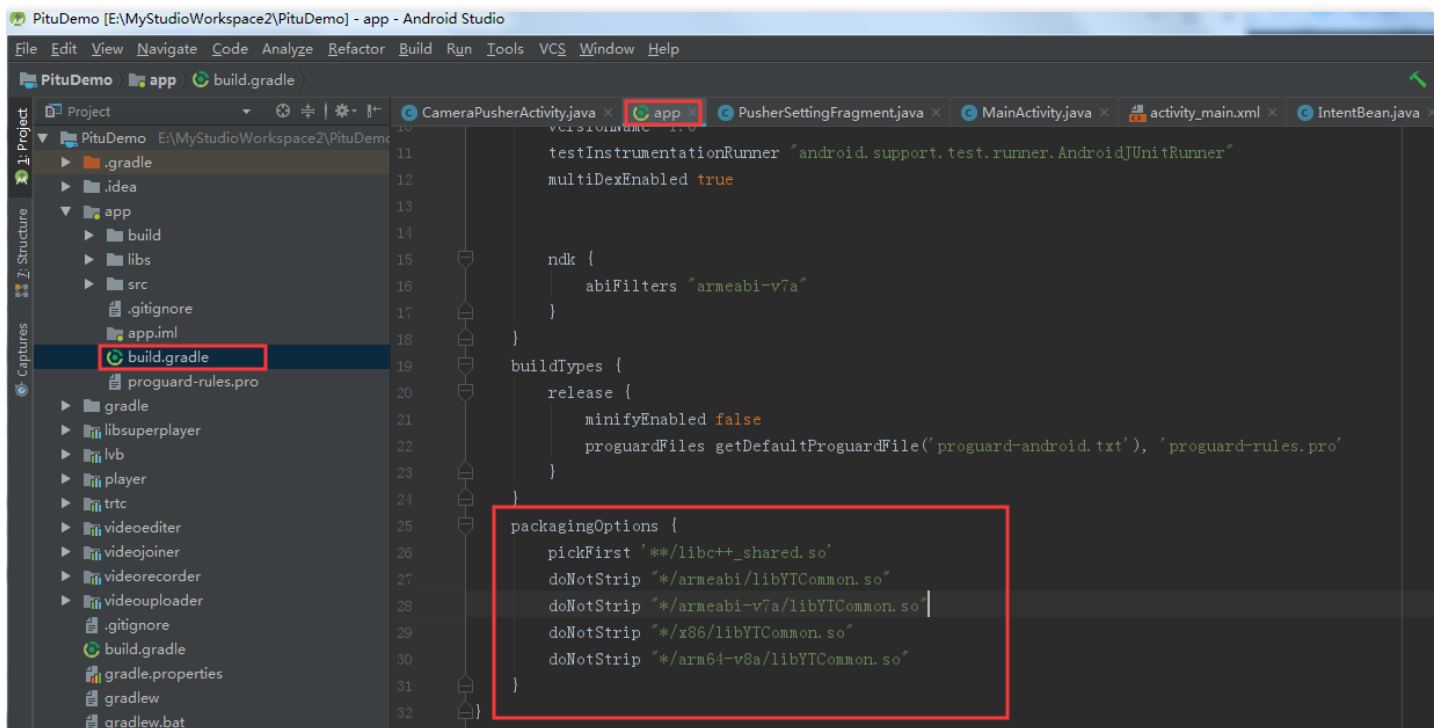 PituDemo [E:\MyStudioWorkspace2\PituDemo] - app - Android Studio
File Edit View Navigate Code Analyze Refactor Build Run Tools VCS Window Help
PituDemo app build.gradle
Project
CameraPusherActivity.java × app × PusherSettingFragment.java × MainActivity.java × activity_main.xml × IntentBean.java
1: Project
7: Structure
Captures
PituDemo E:\MyStudioWorkspace2\PituDemo
.gradle
.idea
app
build
libs
src
.gitignore
app.iml
build.gradle
proguard-rules.pro
gradle
libsuperplayer
lvb
player
trtc
videoediter
videojoiner
videorecorder
videouploader
.gitignore
build.gradle
gradle.properties
gradlew
gradlew.bat
10 versionName "1.0"
11 testInstrumentationRunner "android.support.test.runner.AndroidJUnitRunner"
12 multiDexEnabled true
13
14
15 ndk {
16 abiFilters "armeabi-v7a"
17 }
18 }
19 buildTypes {
20 release {
21 minifyEnabled false
22 proguardFiles getDefaultProguardFile('proguard-android.txt'), 'proguard-rules.pro'
23 }
24 }
25 packagingOptions {
26 pickFirst '**/libc++_shared.so'
27 doNotStrip "*/armeabi/libYTCommon.so"
28 doNotStrip "*/armeabi-v7a/libYTCommon.so"
29 doNotStrip "*/x86/libYTCommon.so"
30 doNotStrip "*/arm64-v8a/libYTCommon.so"
31 }
32 }